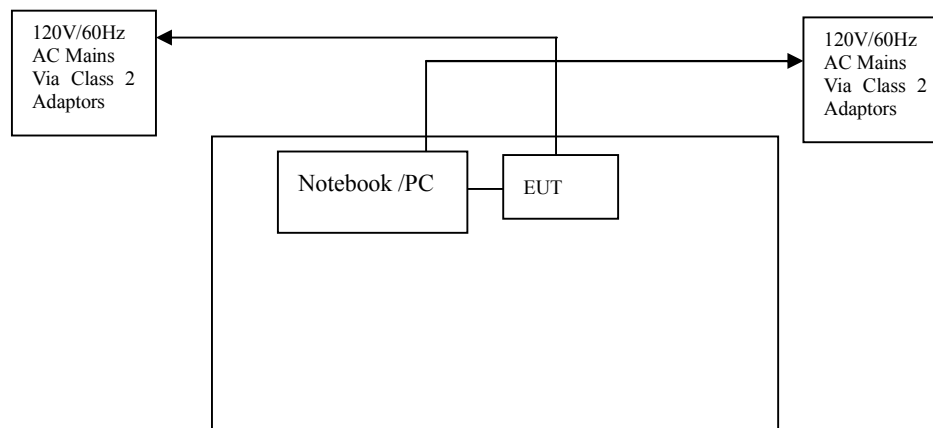 120V/60Hz
AC Mains
Via Class 2
Adaptors
120V/60Hz
AC Mains
Via Class 2
Adaptors
Notebook /PC
EUT